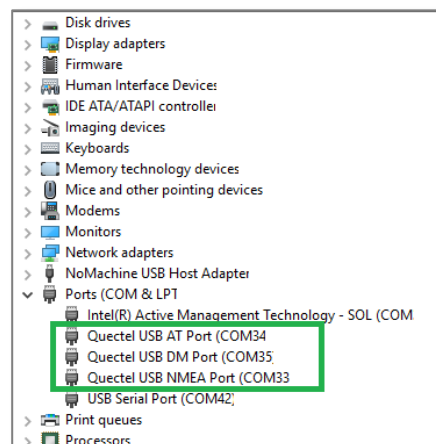 Disk drives
Display adapters
Firmware
Human Interface Devices
IDE ATA/ATAPI controller
Imaging devices
Keyboards
Memory technology devices
Mice and other pointing devices
Modems
Monitors
Network adapters
NoMachine USB Host Adapter
Ports (COM & LPT
Intel(R) Active Management Technology - SOL (COM
Quectel USB AT Port (COM34
Quectel USB DM Port (COM35)
Quectel USB NMEA Port (COM33
USB Serial Port (COM42)
Print queues
Processors